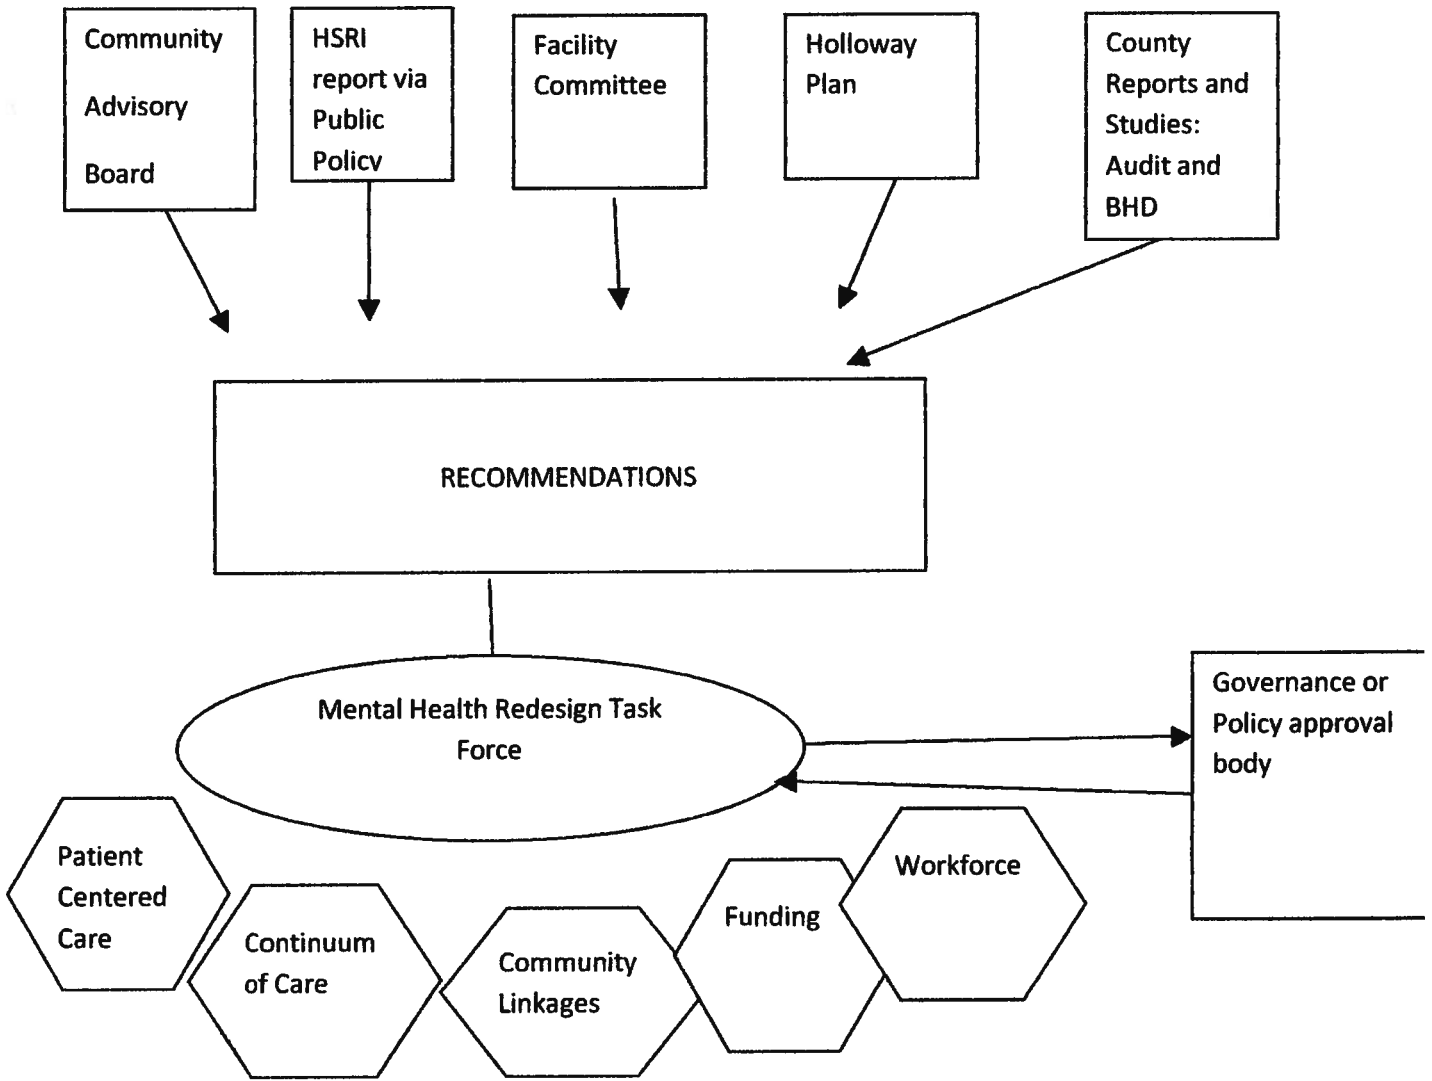 Community
Advisory
Board
HSRI
report via
Public
Policy
Facility
Committee
Holloway
Plan
County
Reports and
Studies:
Audit and
BHD
RECOMMENDATIONS
Mental Health Redesign Task
Force
Governance or
Policy approval
body
Patient
Centered
Care
Continuum
of Care
Community
Linkages
Funding
Workforce